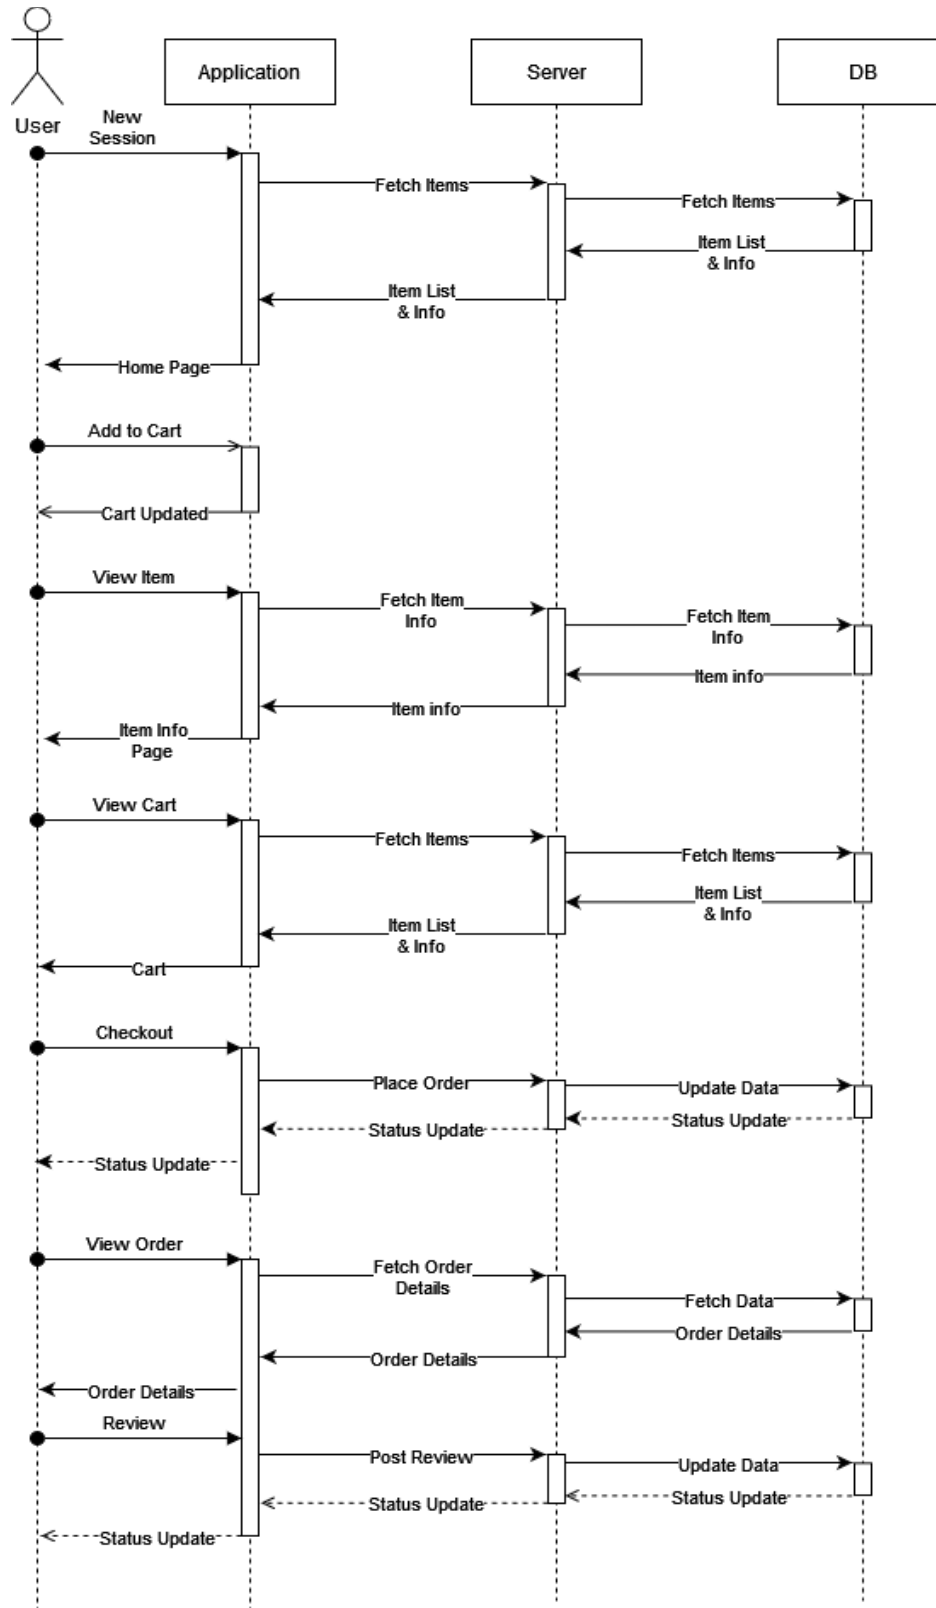 Application
Server
DB
User
New
Session
Fetch Items
Fetch Items
Item List
& Info
Item List
& Info
Home Page
Add to Cart
Cart Updated
View Item
Fetch Item
Info
Fetch Item
Info
Item info
Item info
Item Info
Page
View Cart
Fetch Items
Fetch Items
Item List
& Info
Item List
& Info
Cart
Checkout
Place Order
Update Data
Status Update
Status Update
Status Update
View Order
Fetch Order
Details
Fetch Data
Order Details
Order Details
Order Details
Review
Post Review
Update Data
Status Update
Status Update
Status Update